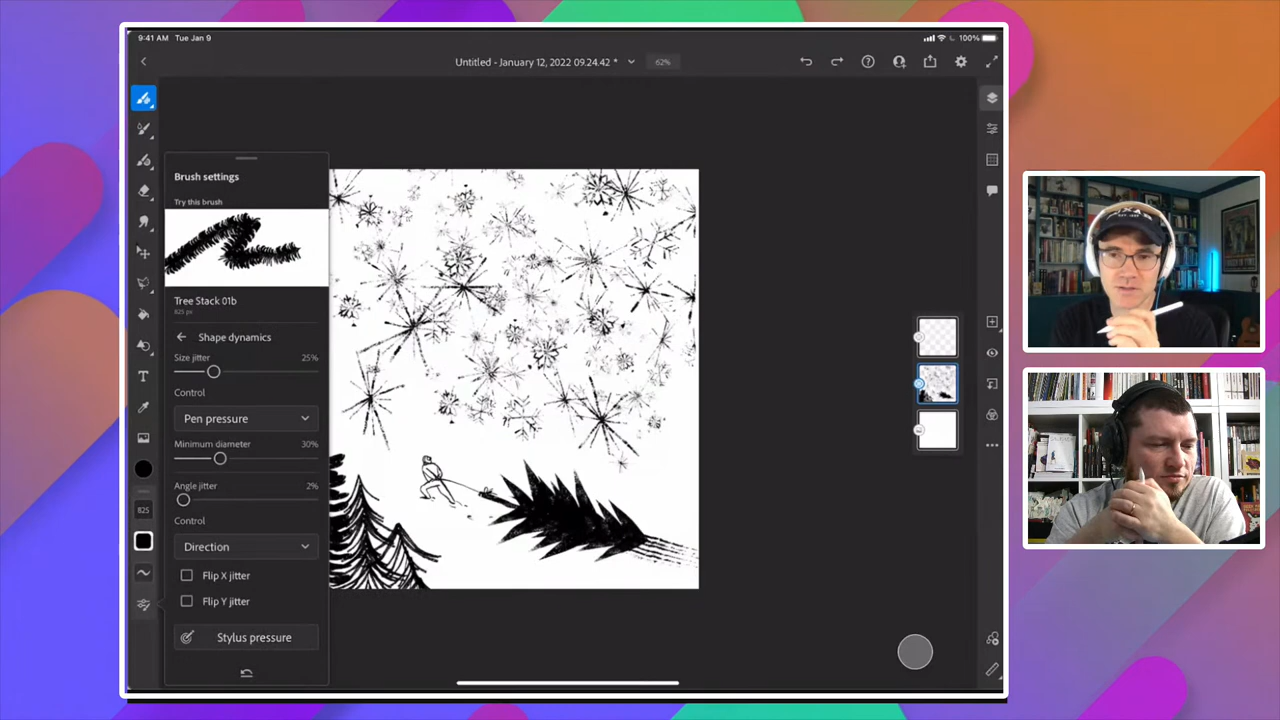 9:41 AM Tue Jan 9
100%
Untitled - January 12, 2022 09.24.42 *
62%
Brush settings
Try this brush
Tree Stack 01b
825 px
Shape dynamics
Size jitter 25%
Control
Pen pressure
Minimum diameter 30%
Angle jitter 2%
Control
Direction
Flip X jitter
Flip Y jitter
Stylus pressure
T
825